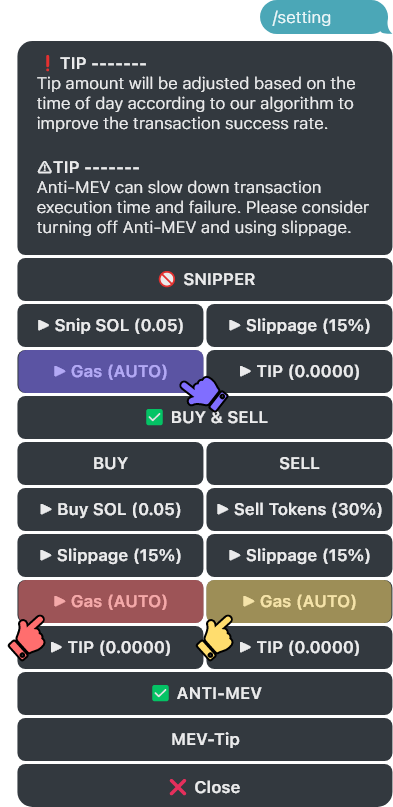 /setting
❗ TIP -------
Tip amount will be adjusted based on the
time of day according to our algorithm to
improve the transaction success rate.
⚠TIP -------
Anti-MEV can slow down transaction
execution time and failure. Please consider
turning off Anti-MEV and using slippage.
🚫 SNIPPER
▶ Snip SOL (0.05) ▶ Slippage (15%)
▶ Gas (AUTO) ▶ TIP (0.0000)
✅ BUY & SELL
BUY SELL
▶ Buy SOL (0.05) ▶ Sell Tokens (30%)
▶ Slippage (15%) ▶ Slippage (15%)
▶ Gas (AUTO) ▶ Gas (AUTO)
▶ TIP (0.0000) ▶ TIP (0.0000)
✅ ANTI-MEV
MEV-Tip
❌ Close